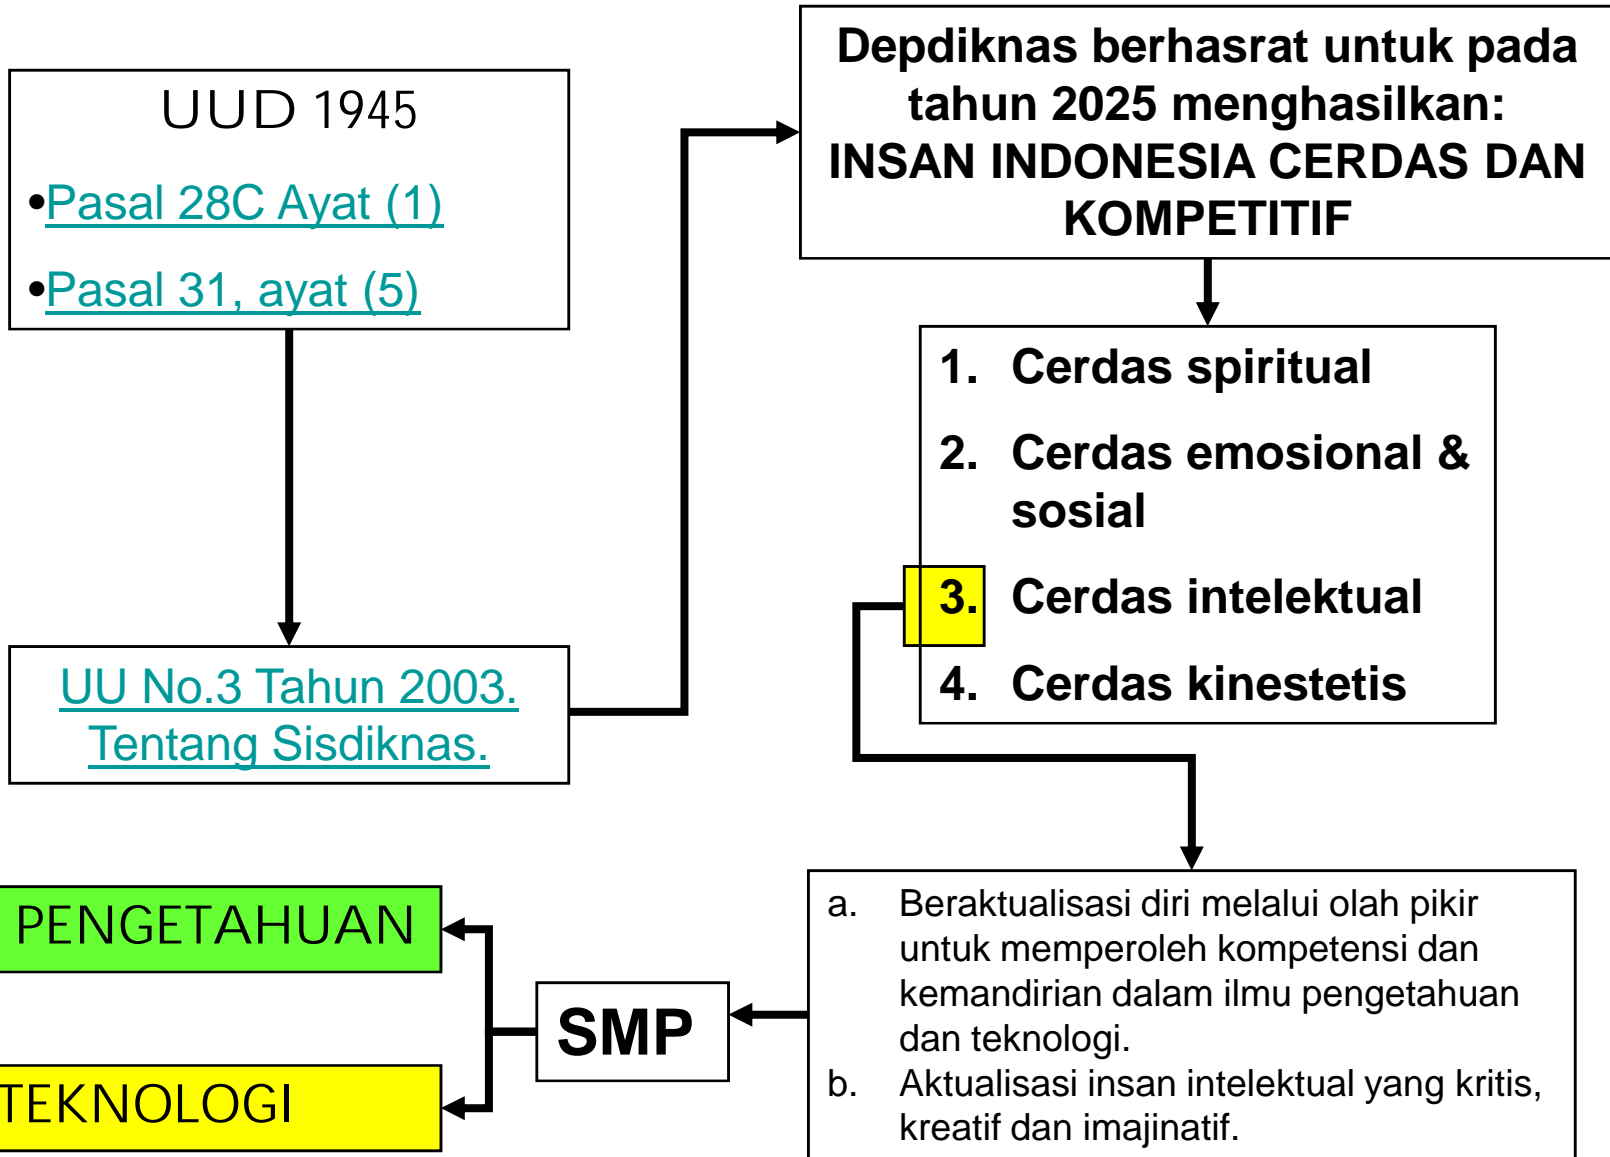 UUD 1945
•Pasal 28C Ayat (1)
•Pasal 31, ayat (5)
UU No.3 Tahun 2003.
Tentang Sisdiknas.
Depdiknas berhasrat untuk pada
tahun 2025 menghasilkan:
INSAN INDONESIA CERDAS DAN
KOMPETITIF
1. Cerdas spiritual
2. Cerdas emosional &
sosial
3. Cerdas intelektual
4. Cerdas kinestetis
a. Beraktualisasi diri melalui olah pikir
untuk memperoleh kompetensi dan
kemandirian dalam ilmu pengetahuan
dan teknologi.
b. Aktualisasi insan intelektual yang kritis,
kreatif dan imajinatif.
SMP
PENGETAHUAN
TEKNOLOGI